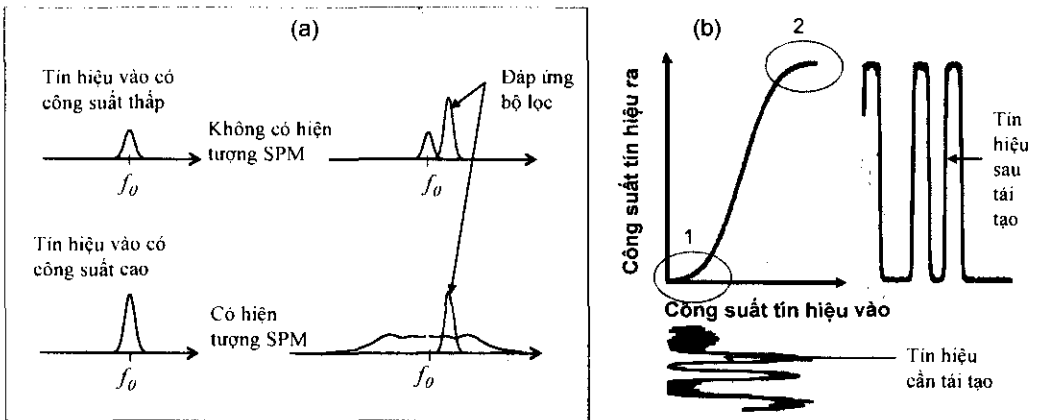 (a)
Tín hiệu vào có
công suất thấp
Không có hiện
tượng SPM
Đáp ứng
bộ lọc
f0
f0
Tín hiệu vào có
công suất cao
Có hiện
tượng SPM
f0
f0
(b)
2
1
Công suất tín hiệu ra
Công suất tín hiệu vào
Tín
hiệu
sau
tái
tạo
Tín hiệu
cần tái tạo